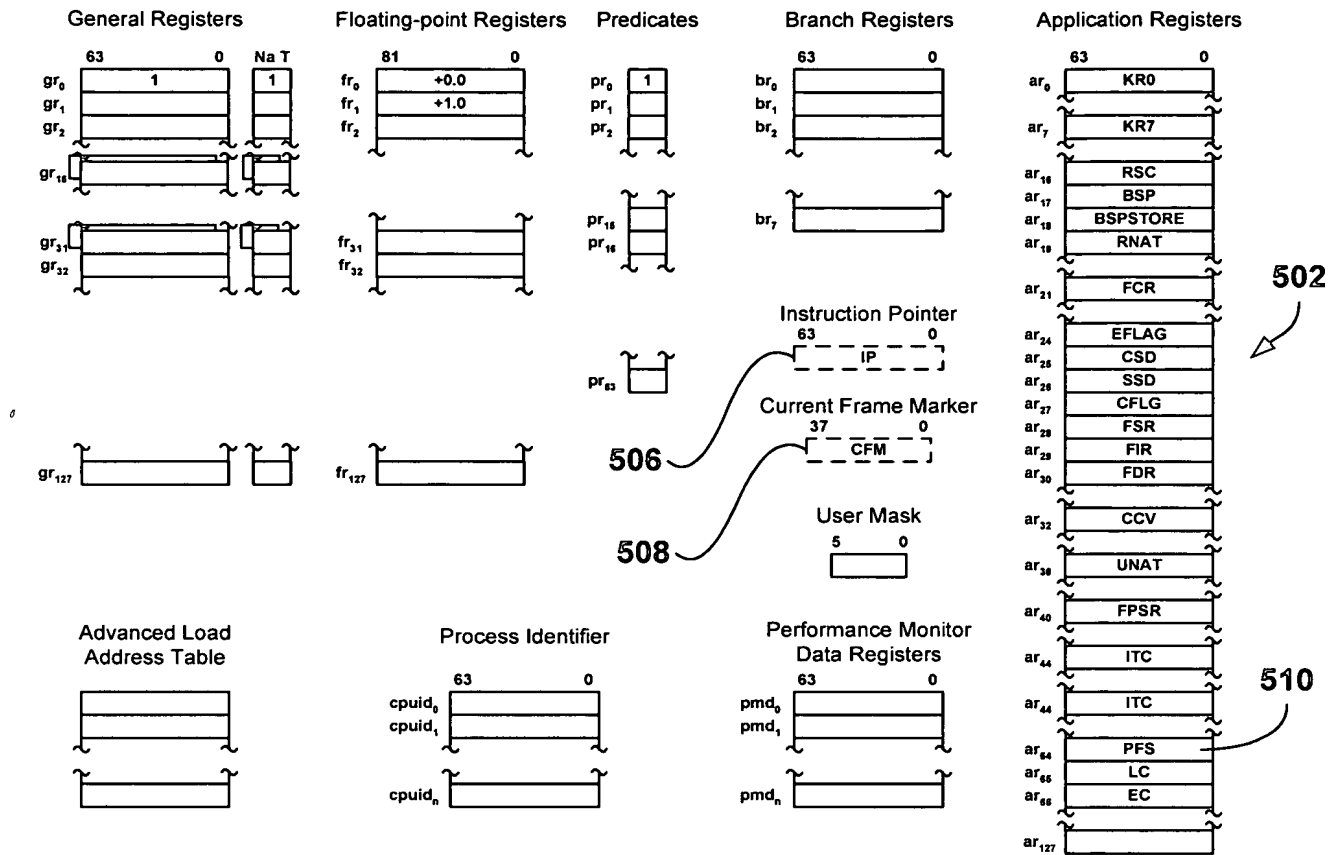 General Registers
63 0 Na T
gr0 1 1
gr1
gr2
gr16
gr31
gr32
gr127
Floating-point Registers
81 0
fr0 +0.0
fr1 +1.0
fr2
fr31
fr32
fr127
Predicates
pr0 1
pr1
pr2
pr15
pr16
pr63
Branch Registers
63 0
br0
br1
br2
br7
Instruction Pointer
63 0
IP
506
Current Frame Marker
37 0
CFM
508
User Mask
5 0
Application Registers
63 0
ar0 KR0
ar7 KR7
ar16 RSC
ar17 BSP
ar18 BSPSTORE
ar19 RNAT
ar21 FCR
502
ar24 EFLAG
ar25 CSD
ar26 SSD
ar27 CFLG
ar28 FSR
ar29 FIR
ar30 FDR
ar32 CCV
ar36 UNAT
ar40 FPSR
ar44 ITC
ar44 ITC
510
ar64 PFS
ar65 LC
ar66 EC
ar127
Advanced Load
Address Table
Process Identifier
63 0
cpuid0
cpuid1
cpuidn
Performance Monitor
Data Registers
63 0
pmd0
pmd1
pmdn